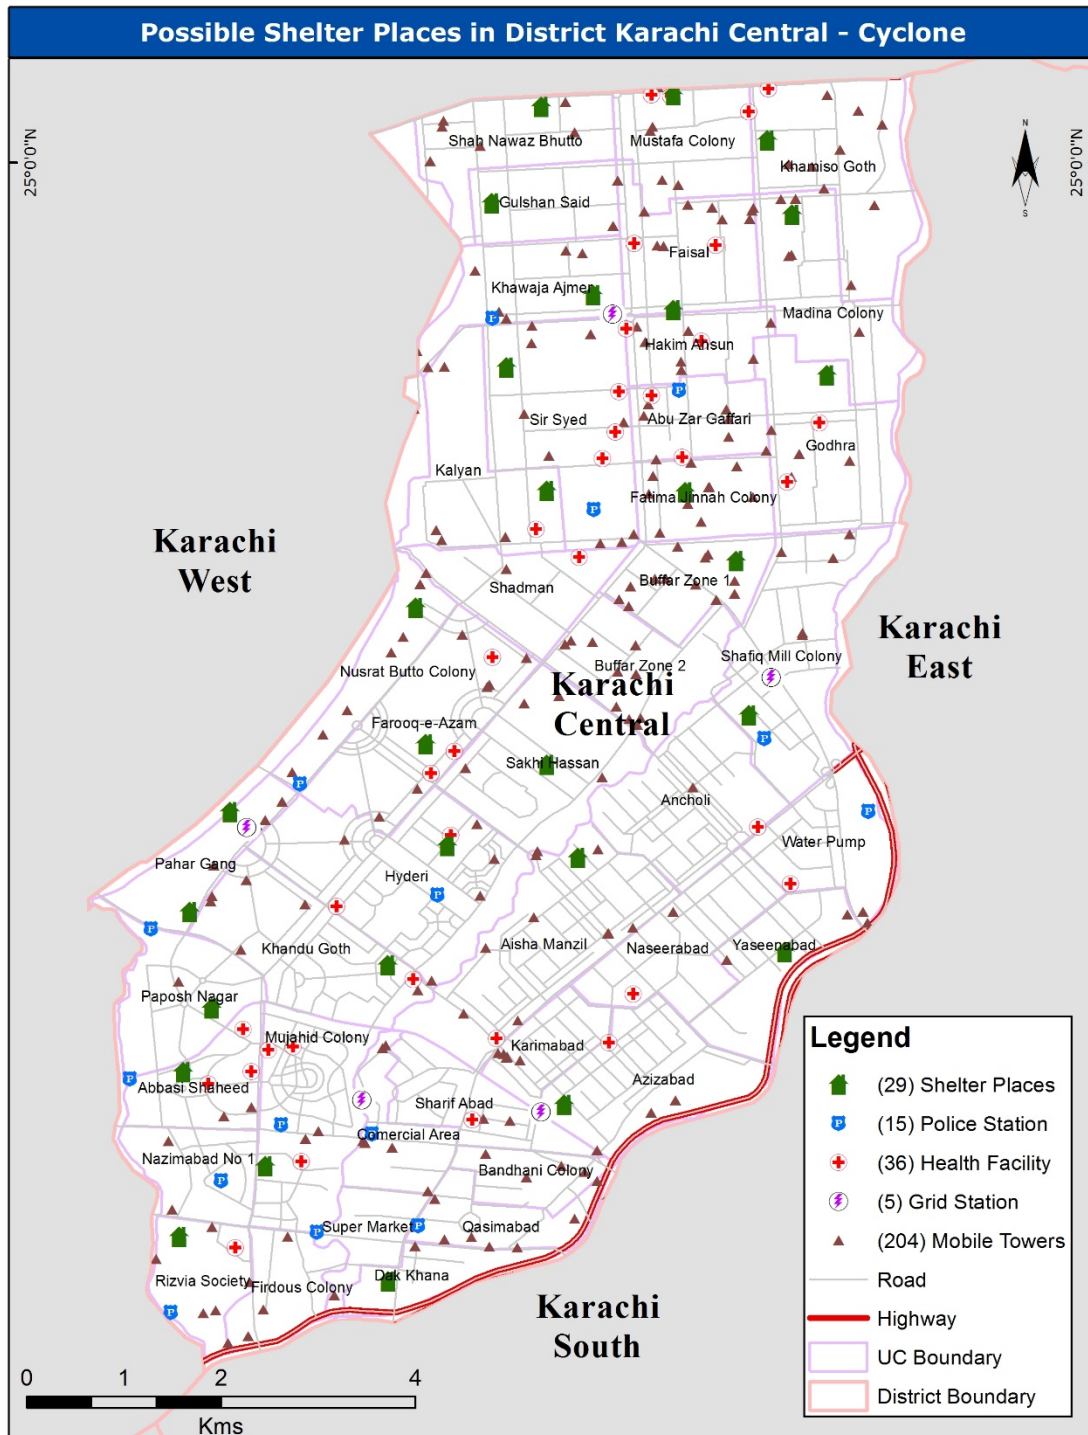 Possible Shelter Places in District Karachi Central - Cyclone
25°0'0"N
25°0'0"N
N
S
Shah Nawaz Bhutto
Mustafa Colony
Khamiso Goth
Gulshan Said
Faisal
Khawaja Ajmer
Madina Colony
Hakim Ahsun
Sir Syed
Abu Zar Gaffari
Godhra
Kalyan
Fatima Jinnah Colony
Karachi
West
Shadman
Buffar Zone 1
Karachi
East
Nusrat Butto Colony
Buffar Zone 2
Shafiq Mill Colony
Karachi
Central
Farooq-e-Azam
Sakhi Hassan
Ancholi
Water Pump
Pahar Gang
Hyderi
Khandu Goth
Aisha Manzil
Naseerabad
Yaseenabad
Paposh Nagar
Mujahid Colony
Karimabad
Abbasi Shaheed
Azizabad
Sharif Abad
Comercial Area
Nazimabad No 1
Bandhani Colony
Super Market
Qasimabad
Rizvia Society
Firdous Colony
Dak Khana
Karachi
South
Legend
(29) Shelter Places
P (15) Police Station
(36) Health Facility
(5) Grid Station
(204) Mobile Towers
Road
Highway
UC Boundary
District Boundary
0 1 2 4
Kms